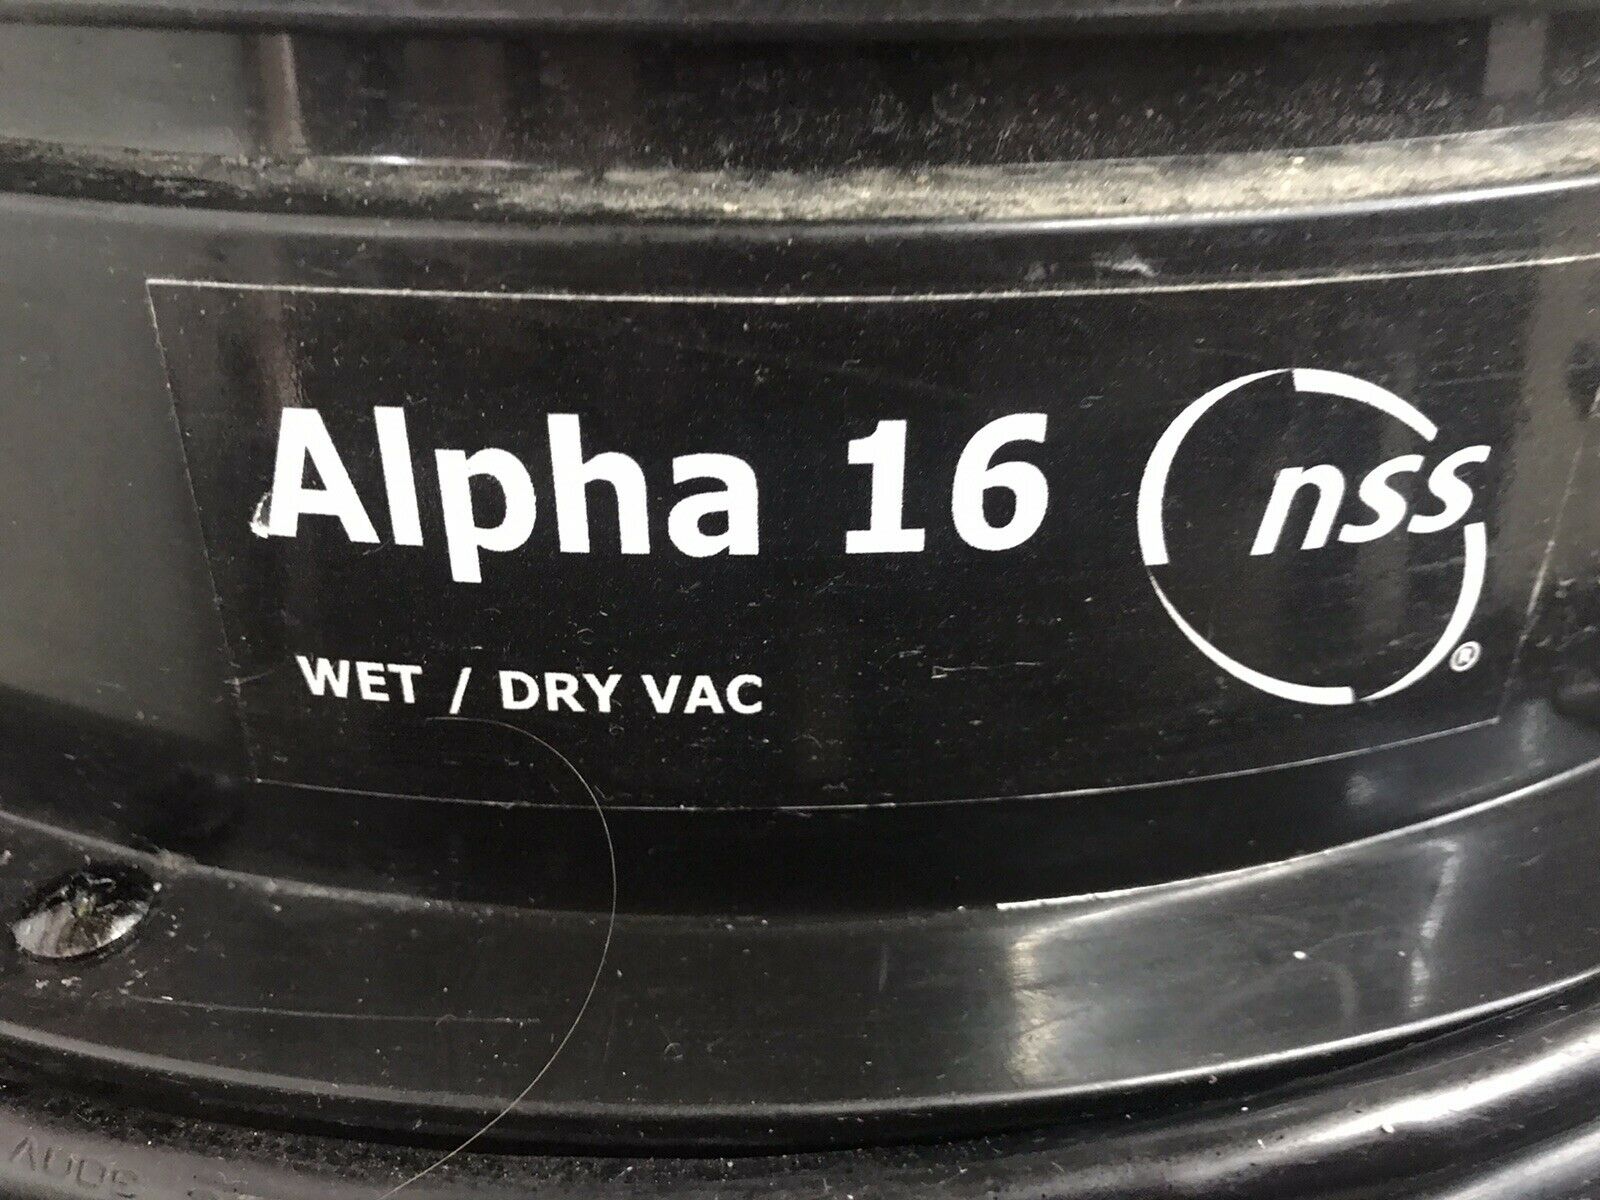 Alpha 16
nss
®
WET / DRY VAC